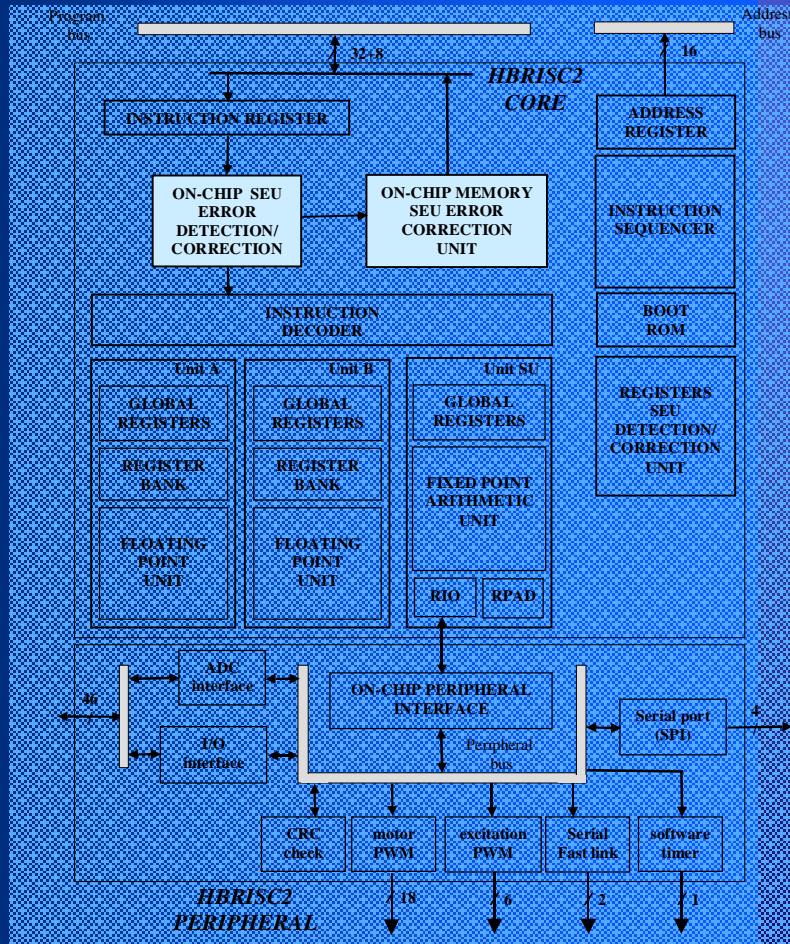 Program
bus
Address
bus
32+8
16
HBRISC2
CORE
INSTRUCTION REGISTER
ADDRESS
REGISTER
ON-CHIP SEU
ERROR
DETECTION/
CORRECTION
ON-CHIP MEMORY
SEU ERROR
CORRECTION
UNIT
INSTRUCTION
SEQUENCER
INSTRUCTION
DECODER
BOOT
ROM
Unit A
GLOBAL
REGISTERS
REGISTER
BANK
FLOATING
POINT
UNIT
Unit B
GLOBAL
REGISTERS
REGISTER
BANK
FLOATING
POINT
UNIT
Unit SU
GLOBAL
REGISTERS
FIXED POINT
ARITHMETIC
UNIT
RIO
RPAD
REGISTERS
SEU
DETECTION/
CORRECTION
UNIT
46
ADC
interface
I/O
interface
ON-CHIP PERIPHERAL
INTERFACE
Peripheral
bus
Serial port
(SPI)
4
CRC
check
motor
PWM
excitation
PWM
Serial
Fast link
software
timer
18
6
2
1
HBRISC2
PERIPHERAL